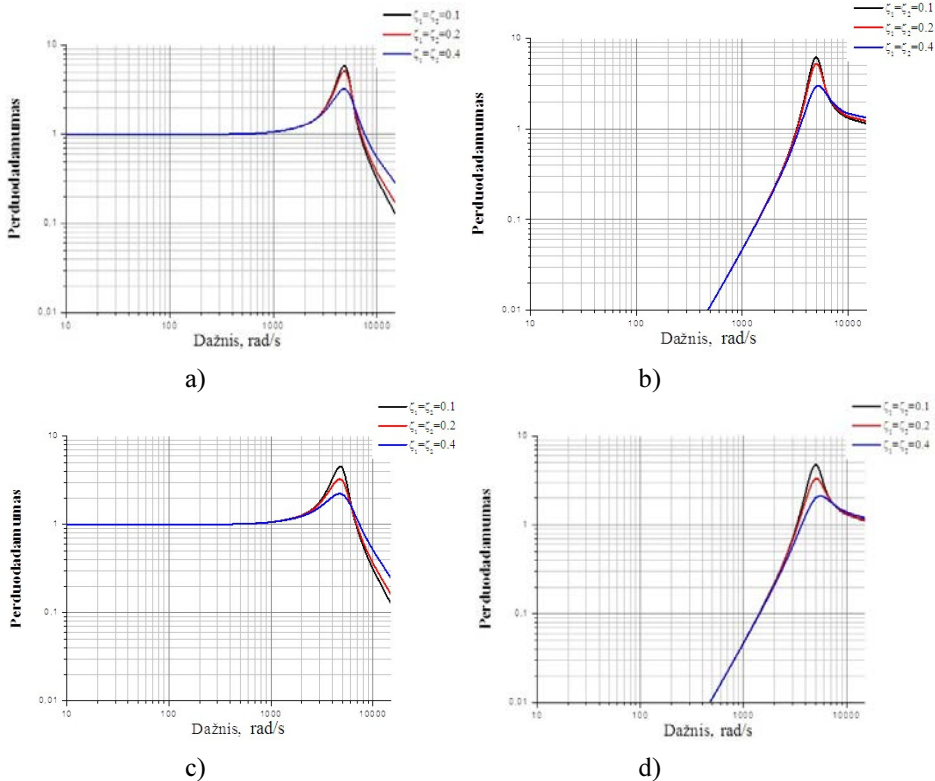 ζ₁=ζ₂=0.1
ζ₁=ζ₂=0.2
ζ₁=ζ₂=0.4
10
1
0.1
0.01
10
100
1000
10000
Perduodadamumas
Dažnis, rad/s
a)
ζ₁=ζ₂=0.1
ζ₁=ζ₂=0.2
ζ₁=ζ₂=0.4
10
1
0.1
0.01
10
100
1000
10000
Perduodadamumas
Dažnis, rad/s
b)
ζ₁=ζ₂=0.1
ζ₁=ζ₂=0.2
ζ₁=ζ₂=0.4
10
1
0.1
0.01
10
100
1000
10000
Perduodadamumas
Dažnis, rad/s
c)
ζ₁=ζ₂=0.1
ζ₁=ζ₂=0.2
ζ₁=ζ₂=0.4
10
1
0.1
0.01
10
100
1000
10000
Perduodadamumas
Dažnis, rad/s
d)